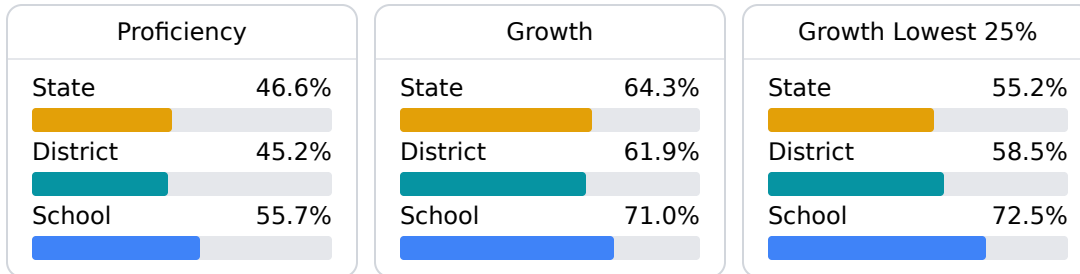 Proficiency
State 46.6%
District 45.2%
School 55.7%
Growth
State 64.3%
District 61.9%
School 71.0%
Growth Lowest 25%
State 55.2%
District 58.5%
School 72.5%